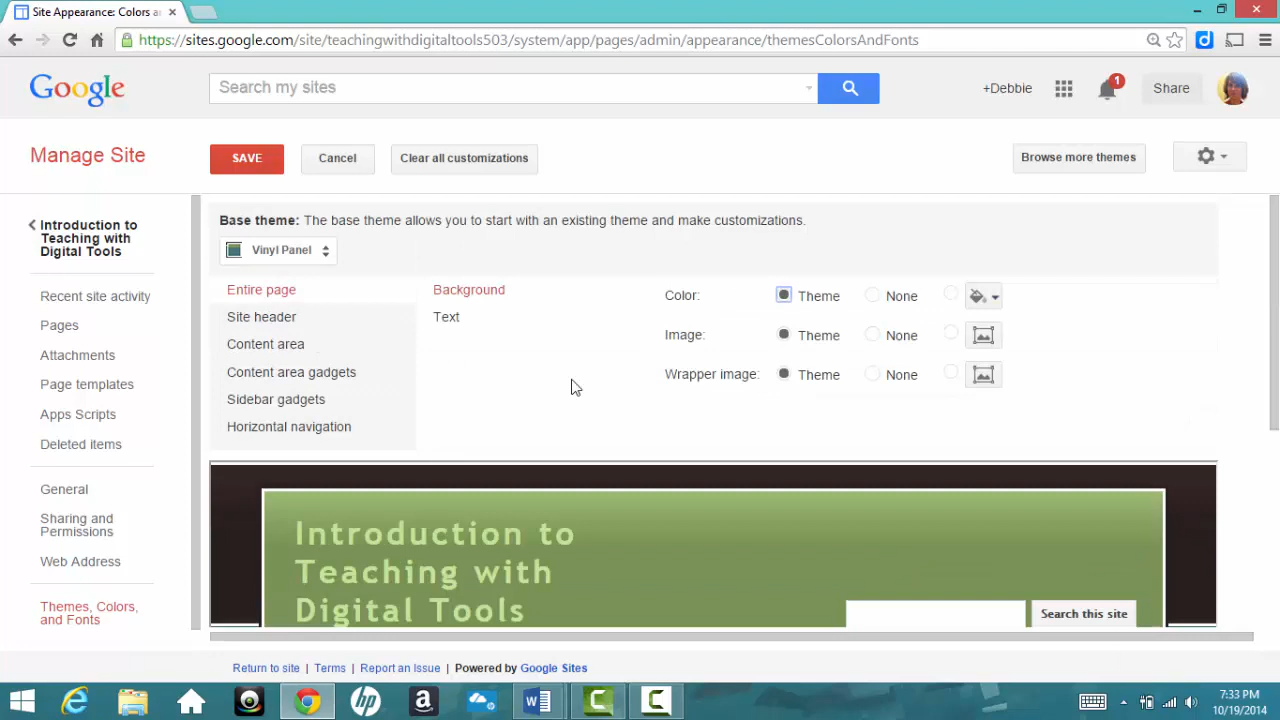 Site Appearance: Colors a
https://sites.google.com/site/teachingwithdigitaltools503/system/app/pages/admin/appearance/themesColorsAndFonts
Google
Search my sites
+Debbie
1
Share
Manage Site
SAVE
Cancel
Clear all customizations
Browse more themes
Introduction to
Teaching with
Digital Tools
Recent site activity
Pages
Attachments
Page templates
Apps Scripts
Deleted items
General
Sharing and
Permissions
Web Address
Themes, Colors,
and Fonts
Base theme: The base theme allows you to start with an existing theme and make customizations.
Vinyl Panel
Entire page
Site header
Content area
Content area gadgets
Sidebar gadgets
Horizontal navigation
Background
Text
Color: Theme None
Image: Theme None
Wrapper image: Theme None
Introduction to
Teaching with
Digital Tools
Search this site
Return to site | Terms | Report an Issue | Powered by Google Sites
7:33 PM
10/19/2014